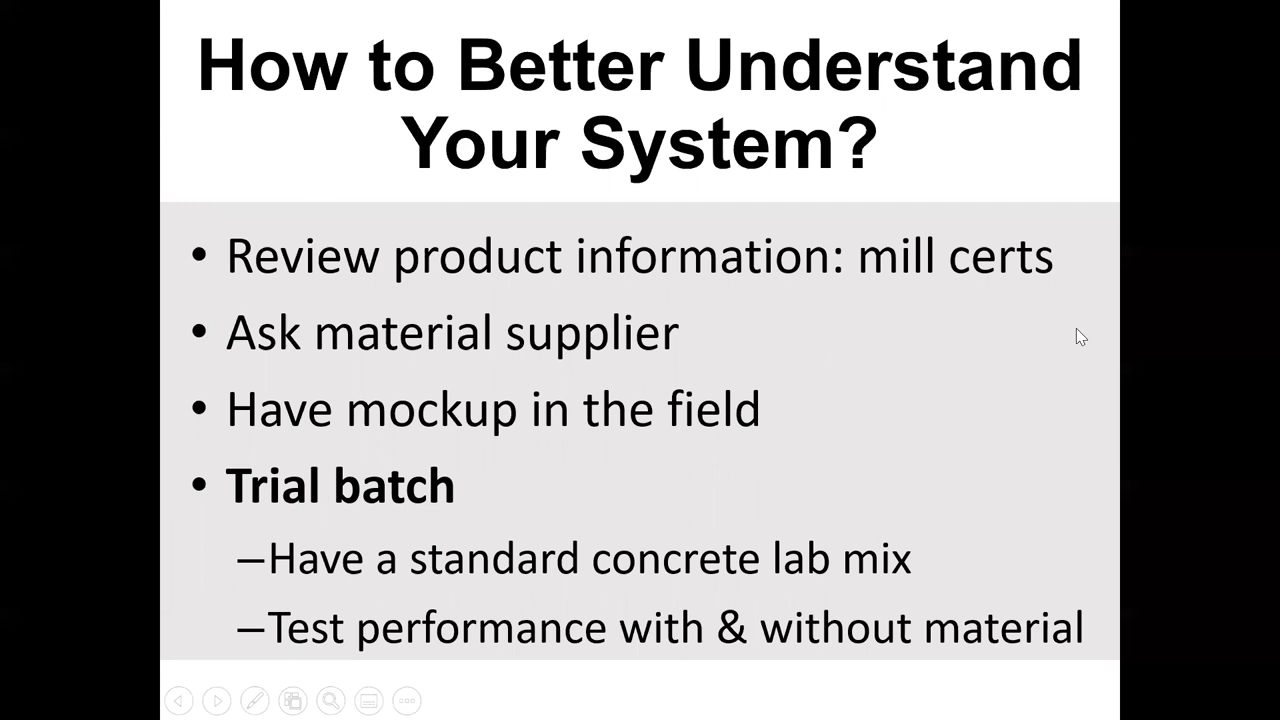 How to Better Understand
Your System?
• Review product information: mill certs
• Ask material supplier
• Have mockup in the field
• Trial batch
–Have a standard concrete lab mix
–Test performance with & without material